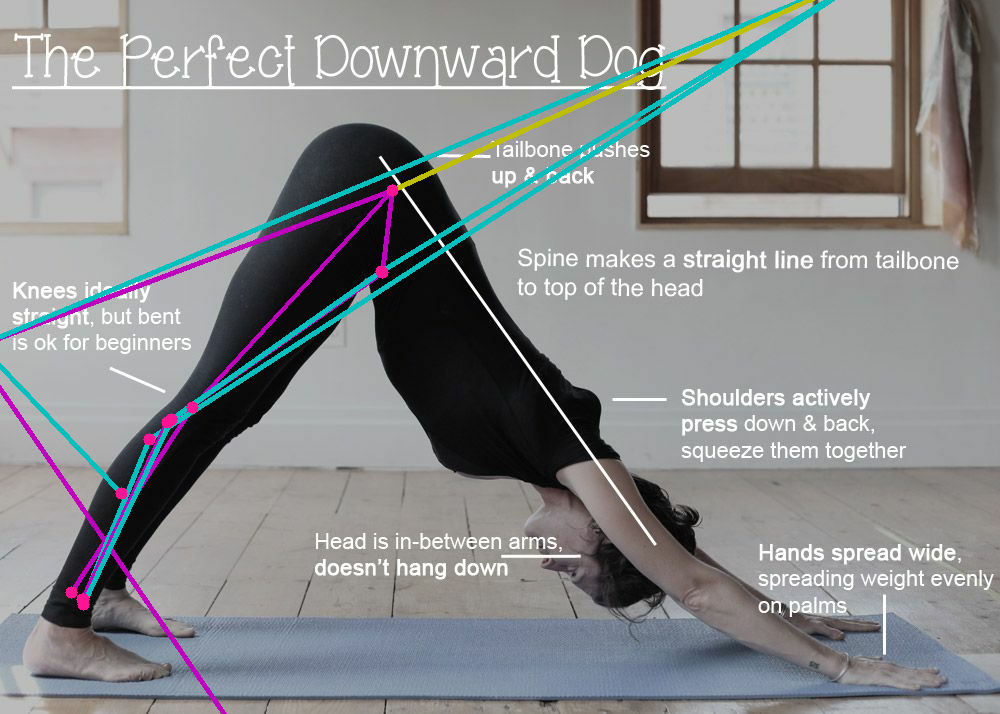 The Perfect Downward Dog
Tailbone pushes
up & back
Spine makes a straight line from tailbone
to top of the head
Knees ideally
straight, but bent
is ok for beginners
Shoulders actively
press down & back,
squeeze them together
Head is in-between arms,
doesn't hang down
Hands spread wide,
spreading weight evenly
on palms